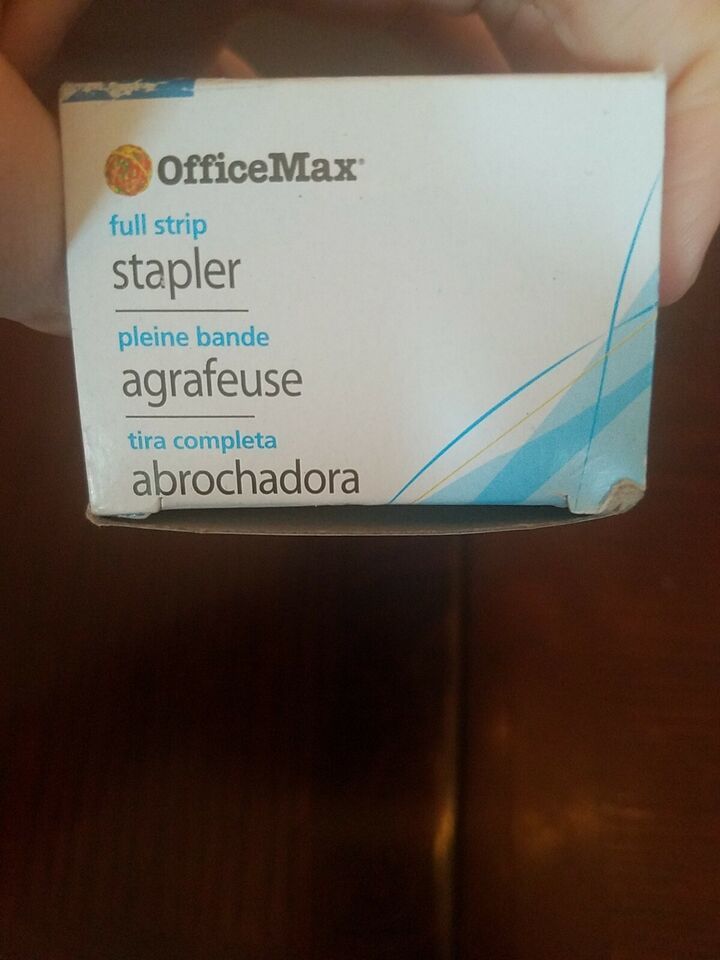 OfficeMax
full strip
stapler
pleine bande
agrafeuse
tira completa
abrochadora